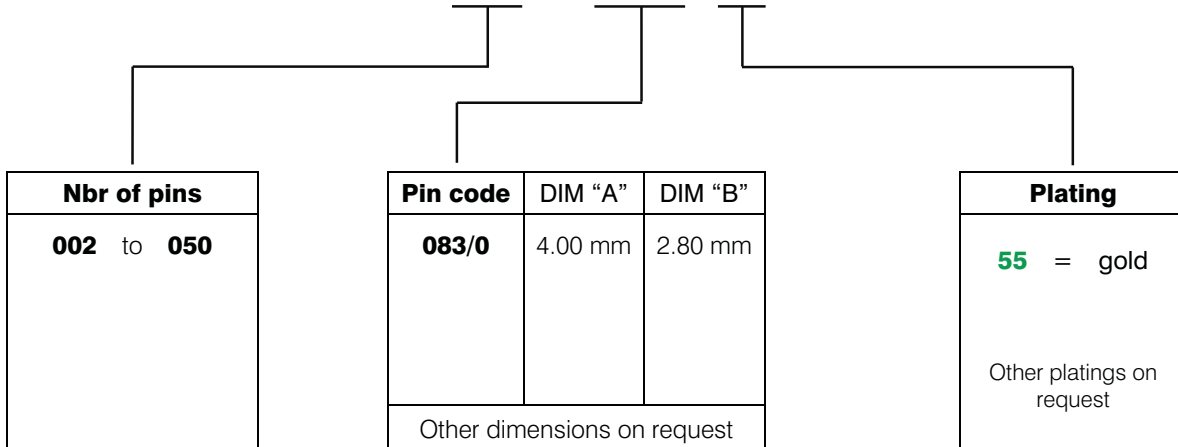 Nbr of pins
002 to 050
Pin code DIM “A” DIM “B”
083/0 4.00 mm 2.80 mm
Other dimensions on request
Plating
55 = gold
Other platings on
request